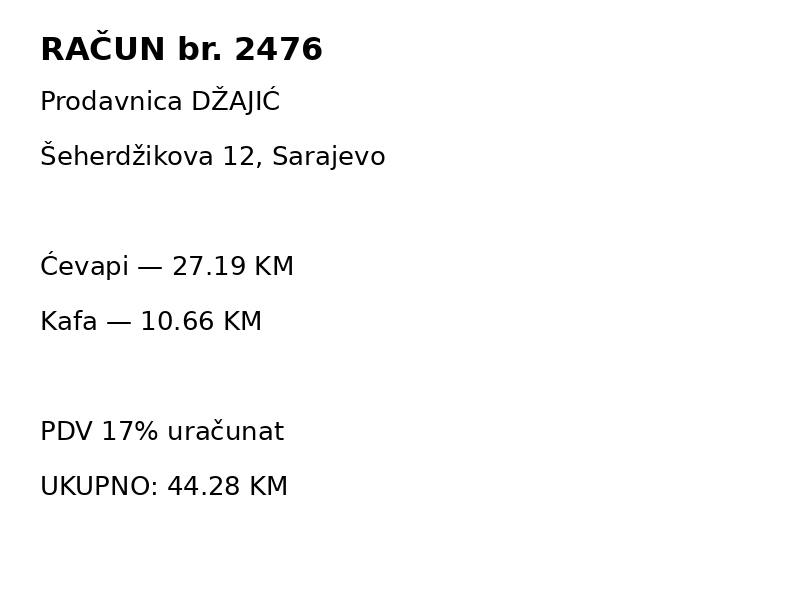 RAČUN br. 2476
Prodavnica DŽAJIĆ
Šeherdžikova 12, Sarajevo
Ćevapi — 27.19 KM
Kafa — 10.66 KM
PDV 17% uračunat
UKUPNO: 44.28 KM